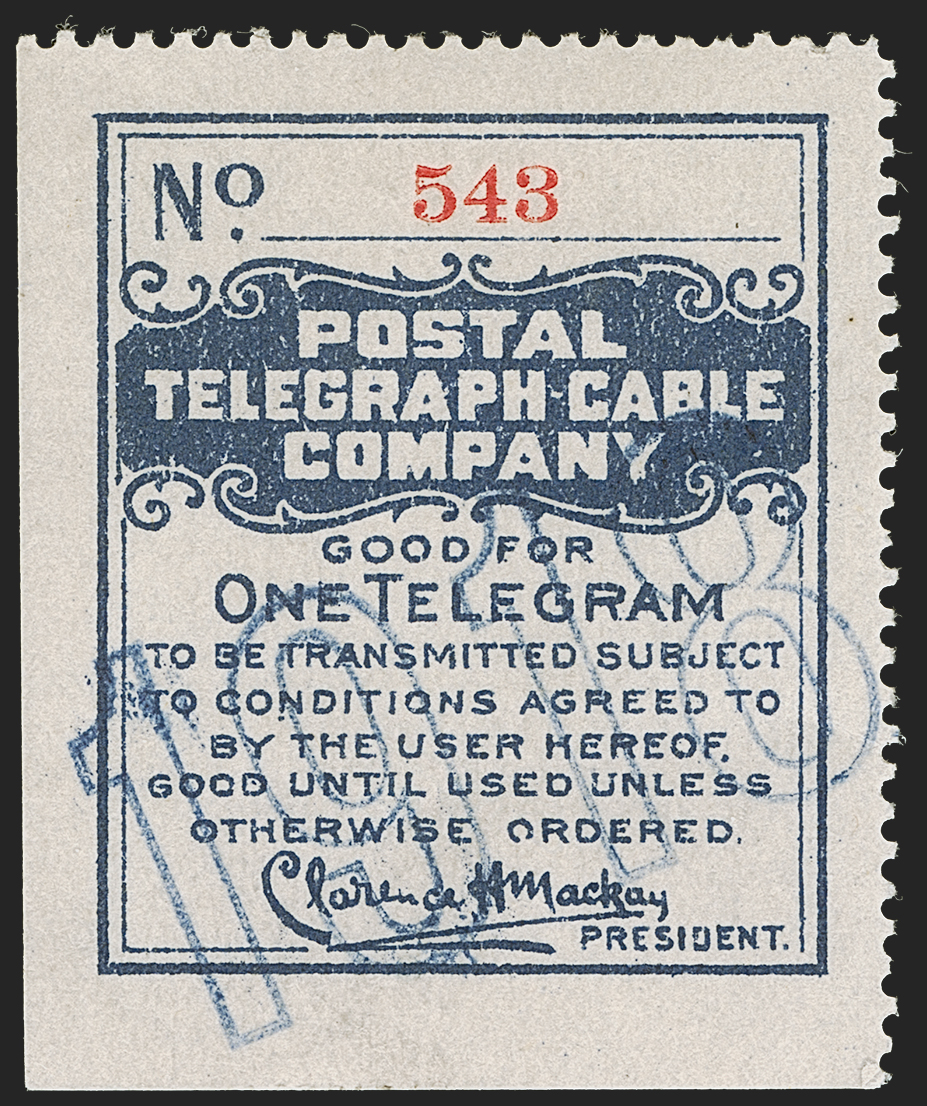 No. 543
POSTAL
TELEGRAPH-CABLE
COMPANY
GOOD FOR
ONE TELEGRAM
TO BE TRANSMITTED SUBJECT
TO CONDITIONS AGREED TO
BY THE USER HEREOF.
GOOD UNTIL USED UNLESS
OTHERWISE ORDERED.
Clarence H Mackay
PRESIDENT.
1918